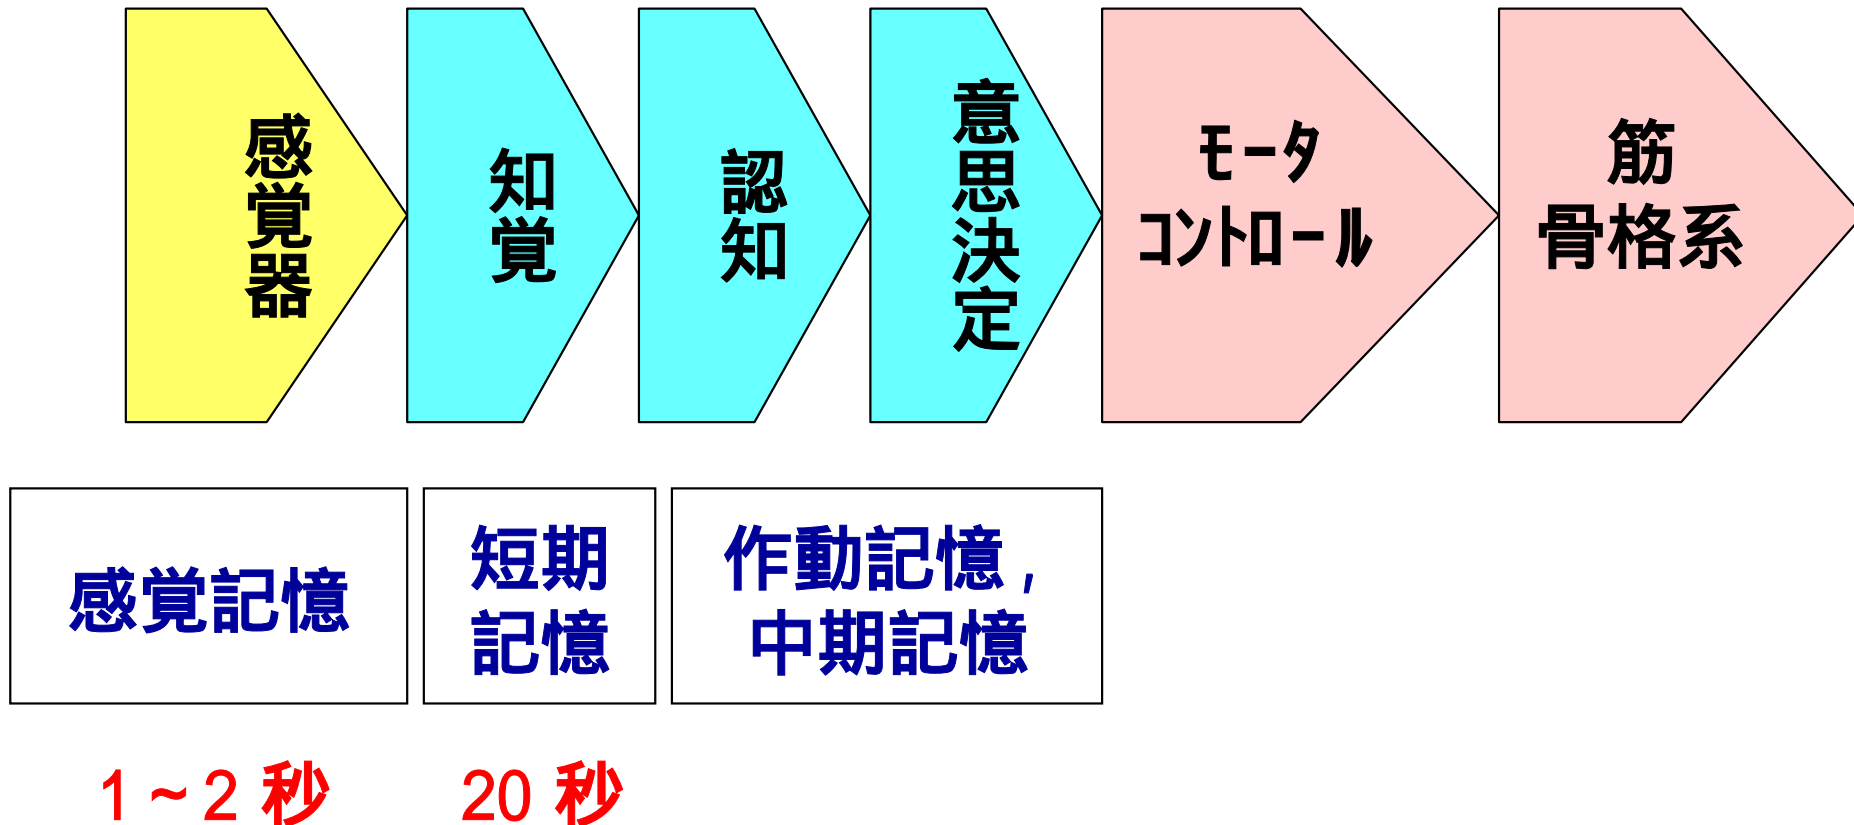 感覚器
知覚
認知
意思決定
ﾓｰﾀ
ｺﾝﾄﾛｰﾙ
筋
骨格系
感覚記憶
短期
記憶
作動記憶,
中期記憶
1～2 秒
20 秒